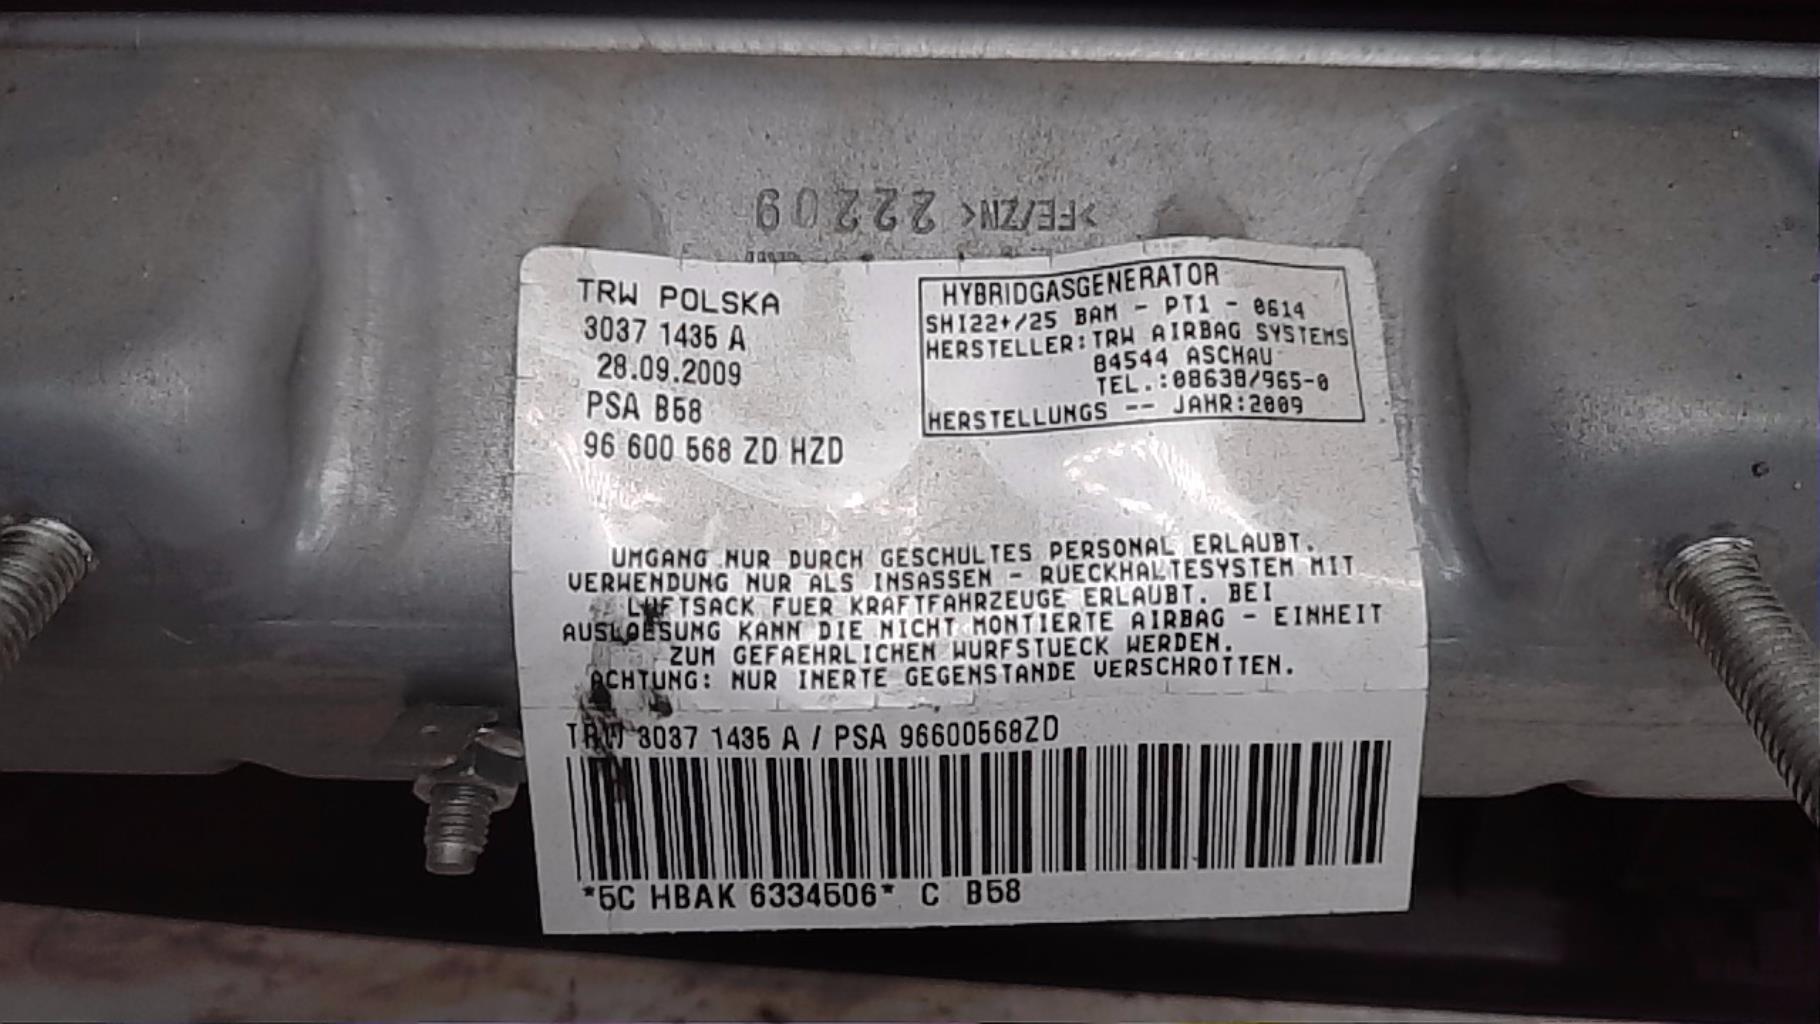 >FE/ZN< 22209
TRW POLSKA
3037 1435 A
28.09.2009
PSA B58
96 600 568 ZD HZD
HYBRIDGASGENERATOR
SHI22+/25 BAM - PT1 - 0614
HERSTELLER: TRW AIRBAG SYSTEMS
84544 ASCHAU
TEL.:08638/965-0
HERSTELLUNGS -- JAHR:2009
UMGANG NUR DURCH GESCHULTES PERSONAL ERLAUBT.
VERWENDUNG NUR ALS INSASSEN - RUECKHALTESYSTEM MIT
LUFTSACK FUER KRAFTFAHRZEUGE ERLAUBT. BEI
AUSLOESUNG KANN DIE NICHT MONTIERTE AIRBAG - EINHEIT
ZUM GEFAEHRLICHEN WURFSTUECK WERDEN.
ACHTUNG: NUR INERTE GEGENSTANDE VERSCHROTTEN.
TRW 3037 1435 A / PSA 96600568ZD
*5C HBAK 6334506* C B58